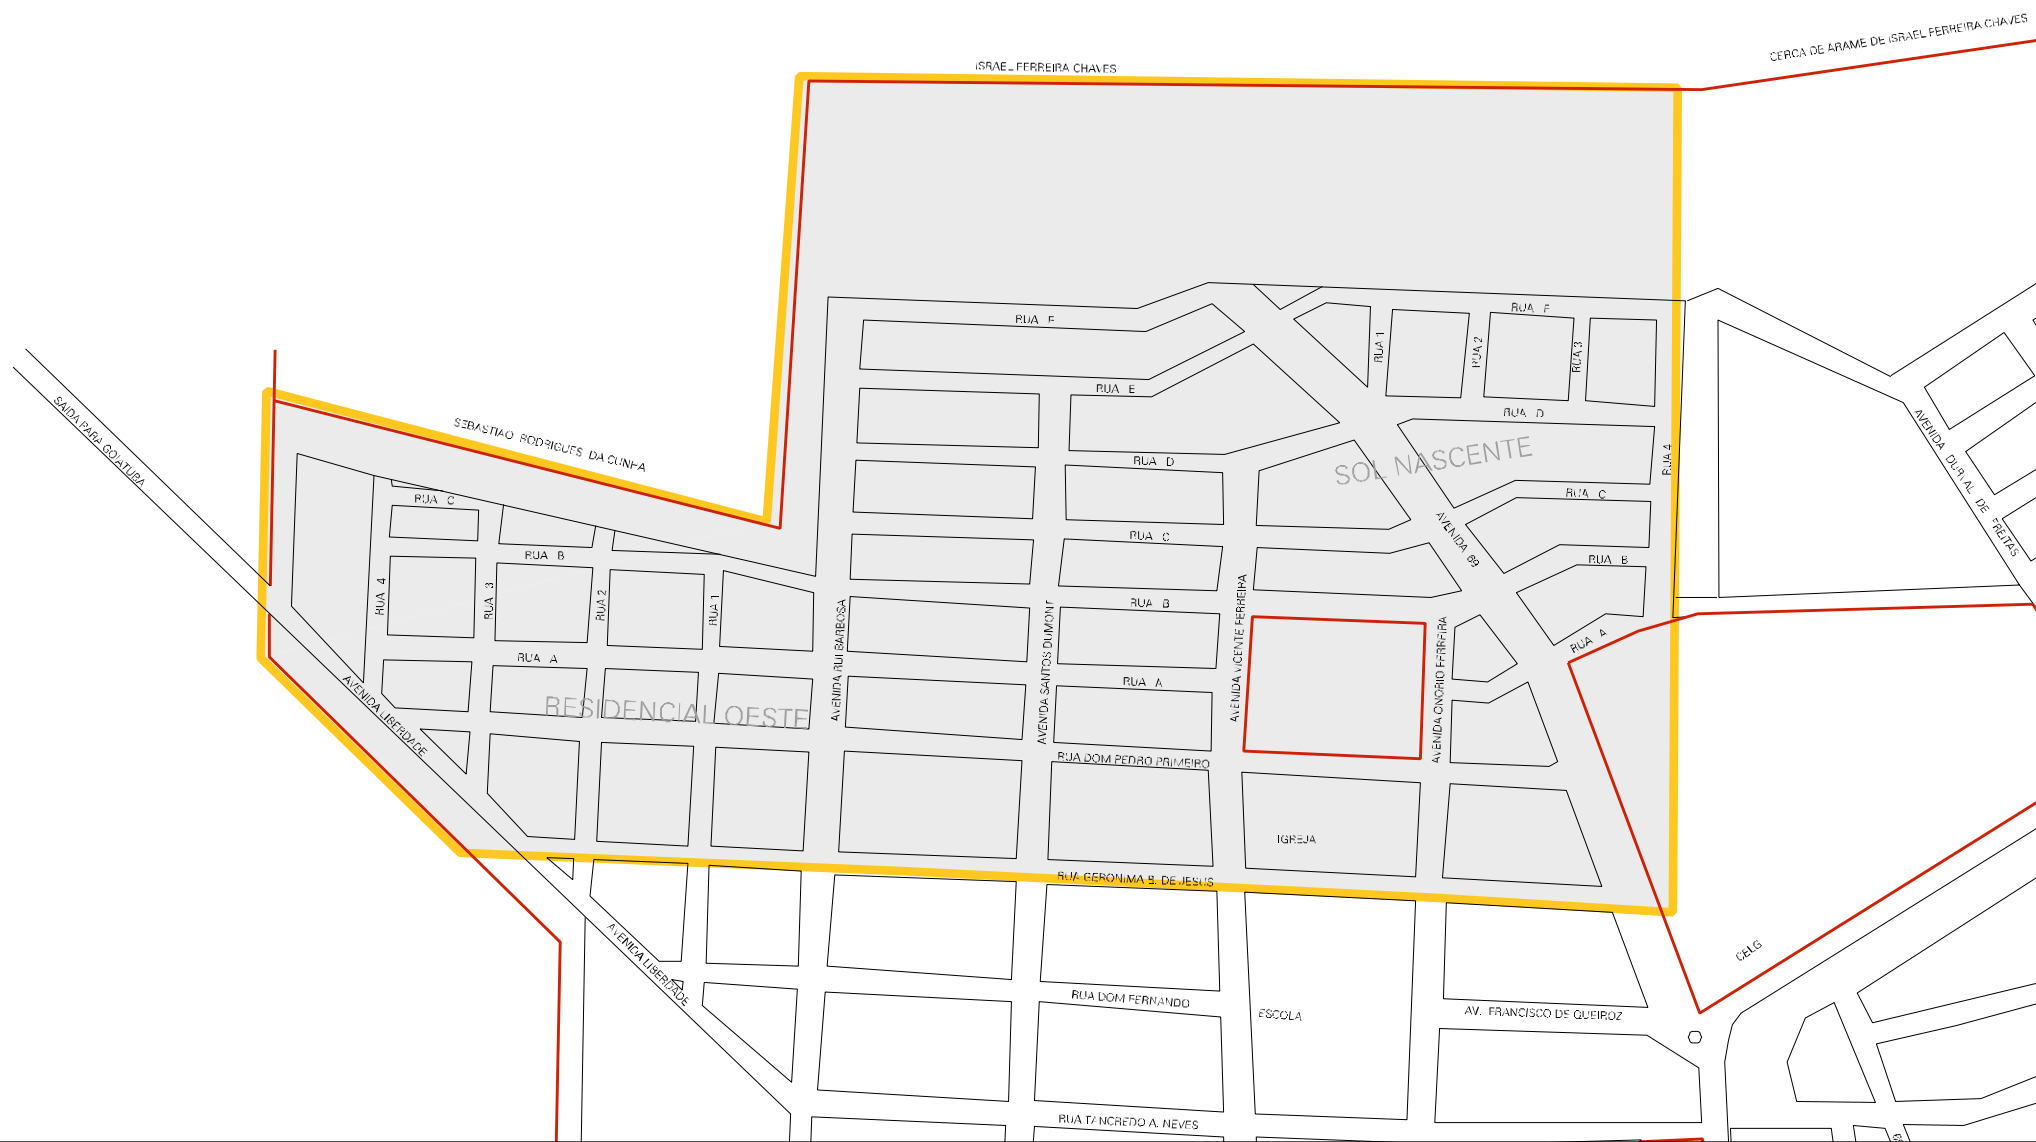 CERCA DE ARAME DE ISRAEL FERREIRA CHAVES
ISRAEL FERREIRA CHAVES
RUA F
RUA F
RUA 1
RUA 2
RUA 3
RUA E
RUA D
SAIDA PARA GOIATURA
SEBASTIAO RODRIGUES DA CUNHA
SOL NASCENTE
RUA 4
AVENIDA DURVAL DE FREITAS
RUA D
RUA C
RUA C
RUA C
AVENIDA 69
RUA B
RUA B
RUA 4
RUA 3
RUA 2
RUA 1
RUA B
AVENIDA RUI BARBOSA
AVENIDA SANTOS DUMONT
AVENIDA VICENTE FERREIRA
AVENIDA ONORIO FERREIRA
RUA A
RUA A
RUA A
AVENIDA LIBERDADE
RESIDENCIAL OESTE
RUA DOM PEDRO PRIMEIRO
IGREJA
RUA GERONIMA B. DE JESUS
AVENIDA LIBERDADE
CELG
RUA DOM FERNANDO
ESCOLA
AV. FRANCISCO DE QUEIROZ
RUA TANCREDO A. NEVES